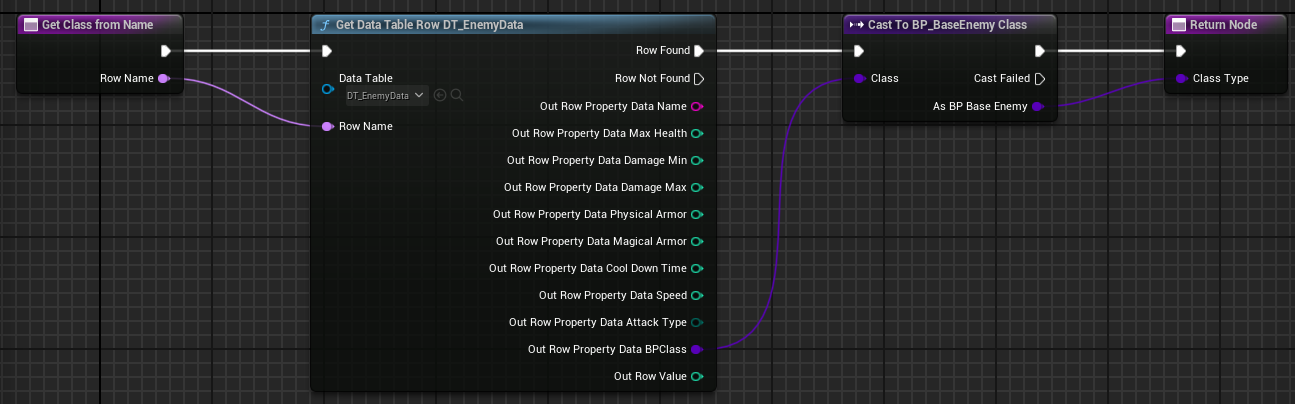 Get Class from Name
Row Name
Get Data Table Row DT_EnemyData
Row Found
Data Table
DT_EnemyData
Row Not Found
Out Row Property Data Name
Row Name
Out Row Property Data Max Health
Out Row Property Data Damage Min
Out Row Property Data Damage Max
Out Row Property Data Physical Armor
Out Row Property Data Magical Armor
Out Row Property Data Cool Down Time
Out Row Property Data Speed
Out Row Property Data Attack Type
Out Row Property Data BPClass
Out Row Value
Cast To BP_BaseEnemy Class
Class
Cast Failed
As BP Base Enemy
Return Node
Class Type